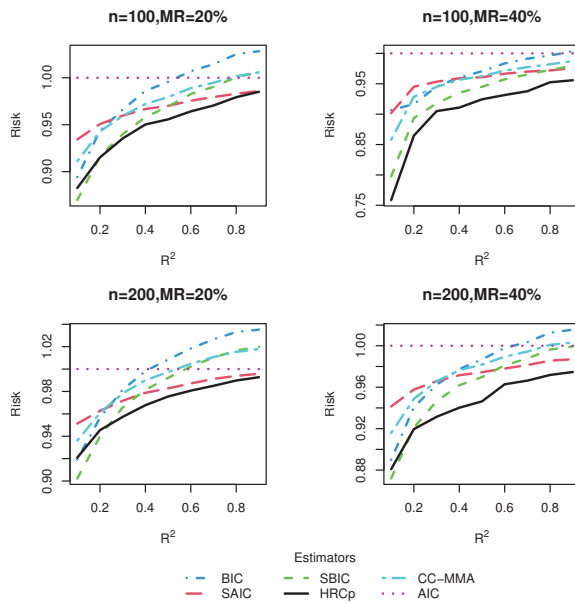 n=100,MR=20%
n=100,MR=40%
Risk
1.00
0.95
0.90
0.2 0.4 0.6 0.8
R²
Risk
0.95
0.85
0.75
0.2 0.4 0.6 0.8
R²
n=200,MR=20%
n=200,MR=40%
Risk
1.02
0.98
0.94
0.90
0.2 0.4 0.6 0.8
R²
Risk
1.00
0.96
0.92
0.88
0.2 0.4 0.6 0.8
R²
Estimators
BIC SBIC CC−MMA
SAIC HRCp AIC